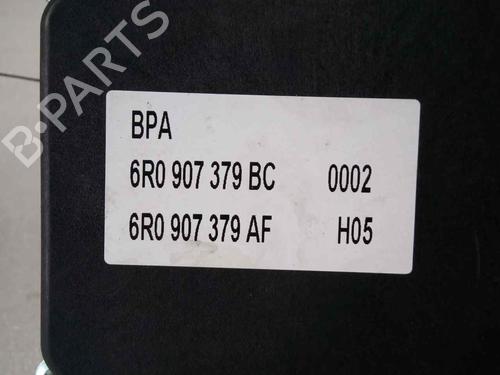 B-PARTS
BPA
6R0 907 379 BC 0002
6R0 907 379 AF H05